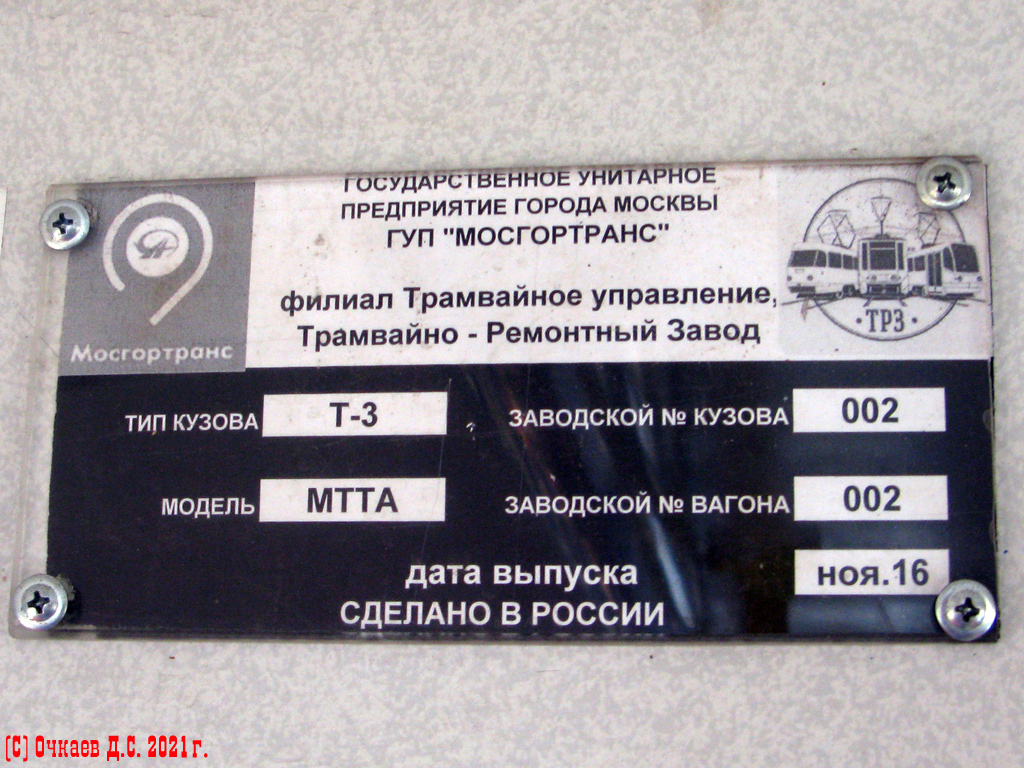 ГОСУДАРСТВЕННОЕ УНИТАРНОЕ
ПРЕДПРИЯТИЕ ГОРОДА МОСКВЫ
ГУП "МОСГОРТРАНС"
филиал Трамвайное управление,
Трамвайно - Ремонтный Завод
Мосгортранс
ТРЗ
ТИП КУЗОВА Т-3 ЗАВОДСКОЙ № КУЗОВА 002
МОДЕЛЬ МТТА ЗАВОДСКОЙ № ВАГОНА 002
дата выпуска ноя.16
СДЕЛАНО В РОССИИ
(C) Очкаев Д.С. 2021 г.